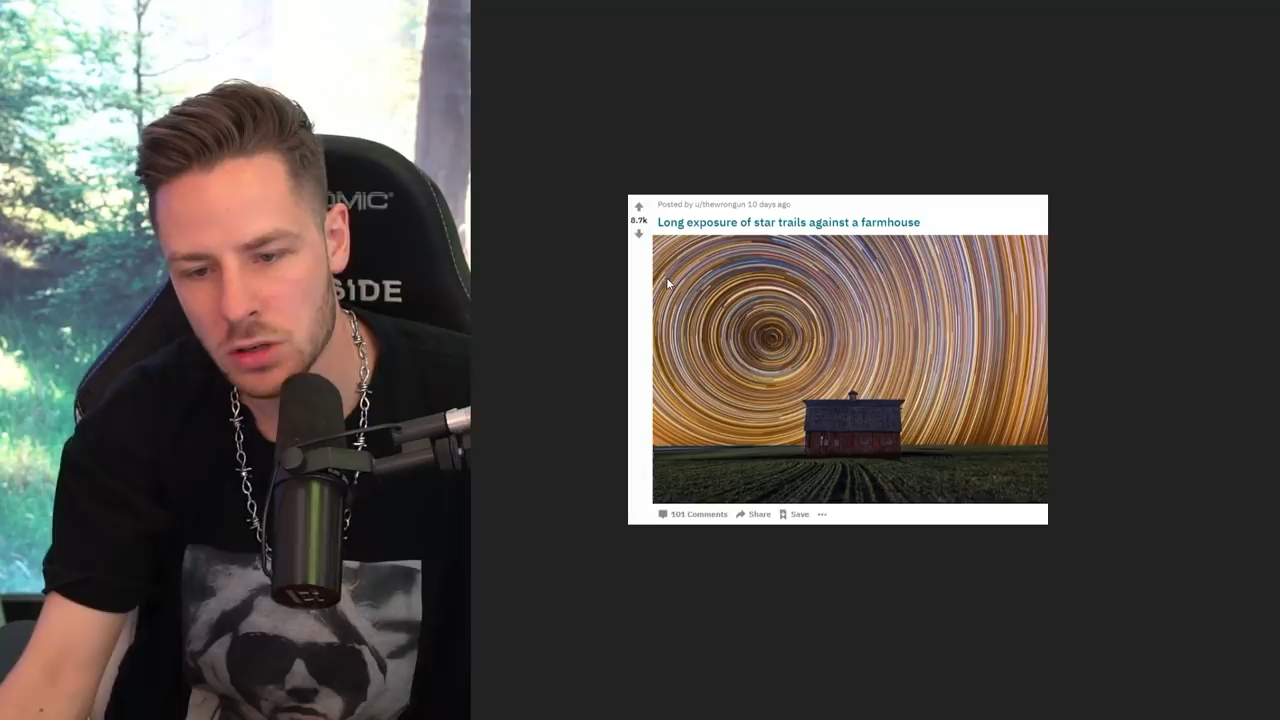 OMIC
SIDE
Posted by u/thewrongun 10 days ago
8.7k
Long exposure of star trails against a farmhouse
101 Comments
Share
Save